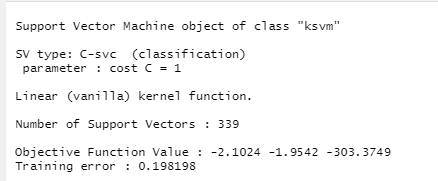 Support Vector Machine object of class "ksvm"
SV type: C-svc  (classification)
 parameter : cost C = 1
Linear (vanilla) kernel function.
Number of Support Vectors : 339
Objective Function Value : -2.1024 -1.9542 -303.3749
Training error : 0.198198